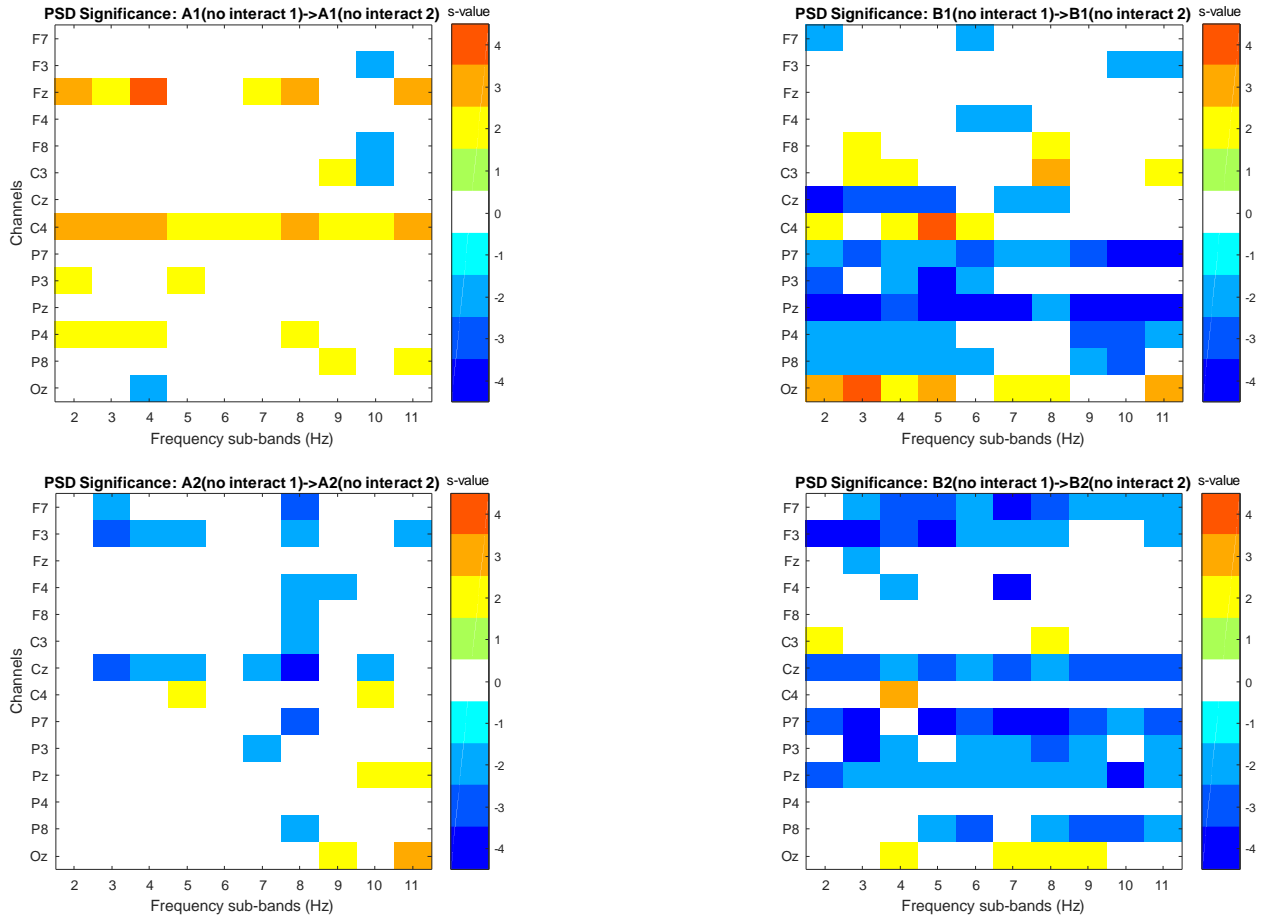 PSD Significance: A1(no interact 1)->A1(no interact 2)
s-value
Channels
F7
F3
Fz
F4
F8
C3
Cz
C4
P7
P3
Pz
P4
P8
Oz
2 3 4 5 6 7 8 9 10 11
Frequency sub-bands (Hz)
4
3
2
1
0
-1
-2
-3
-4
PSD Significance: B1(no interact 1)->B1(no interact 2)
s-value
F7
F3
Fz
F4
F8
C3
Cz
C4
P7
P3
Pz
P4
P8
Oz
2 3 4 5 6 7 8 9 10 11
Frequency sub-bands (Hz)
4
3
2
1
0
-1
-2
-3
-4
PSD Significance: A2(no interact 1)->A2(no interact 2)
s-value
Channels
F7
F3
Fz
F4
F8
C3
Cz
C4
P7
P3
Pz
P4
P8
Oz
2 3 4 5 6 7 8 9 10 11
Frequency sub-bands (Hz)
4
3
2
1
0
-1
-2
-3
-4
PSD Significance: B2(no interact 1)->B2(no interact 2)
s-value
F7
F3
Fz
F4
F8
C3
Cz
C4
P7
P3
Pz
P4
P8
Oz
2 3 4 5 6 7 8 9 10 11
Frequency sub-bands (Hz)
4
3
2
1
0
-1
-2
-3
-4